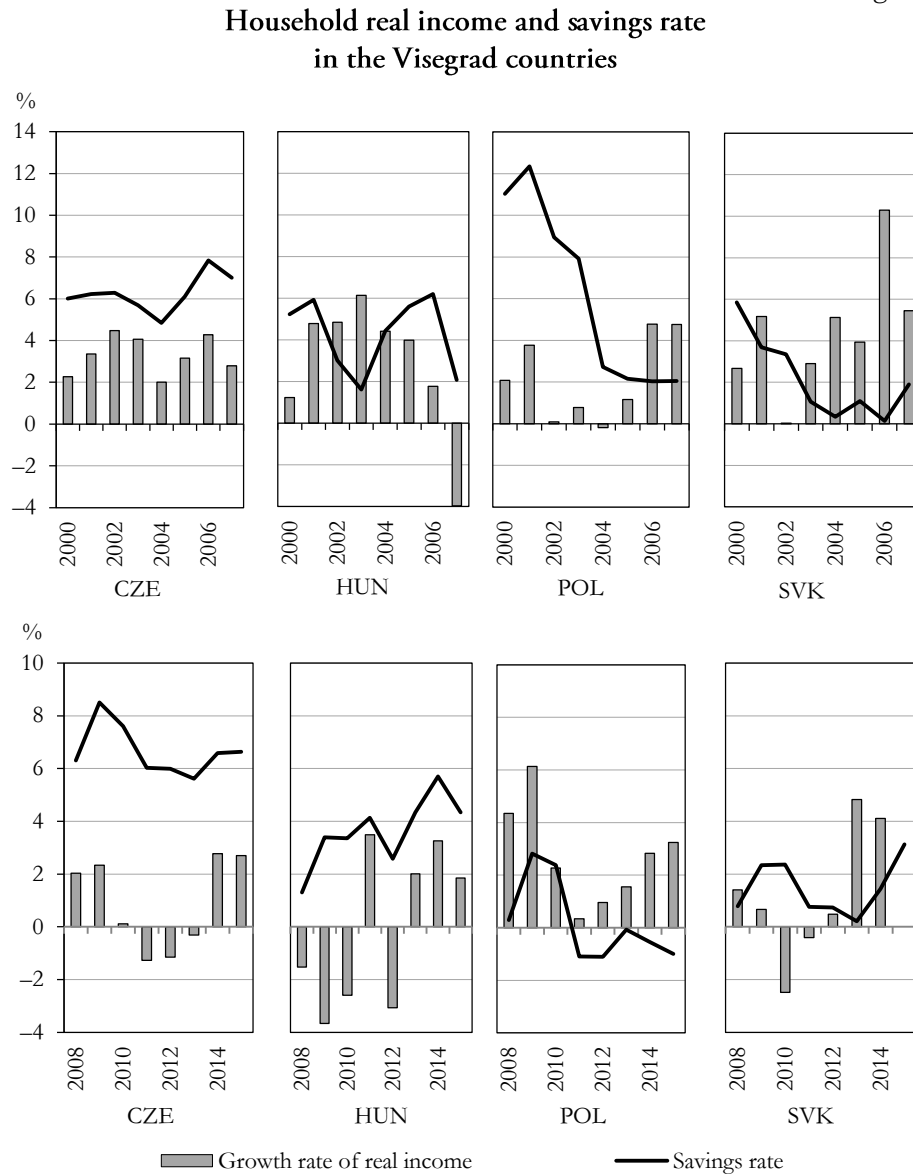 Household real income and savings rate
in the Visegrad countries
%
14
12
10
8
6
4
2
0
–2
–4
2000 2002 2004 2006
2000 2002 2004 2006
2000 2002 2004 2006
2000 2002 2004 2006
CZE HUN POL SVK
%
10
8
6
4
2
0
–2
–4
2008 2010 2012 2014
2008 2010 2012 2014
2008 2010 2012 2014
2008 2010 2012 2014
CZE HUN POL SVK
Growth rate of real income Savings rate